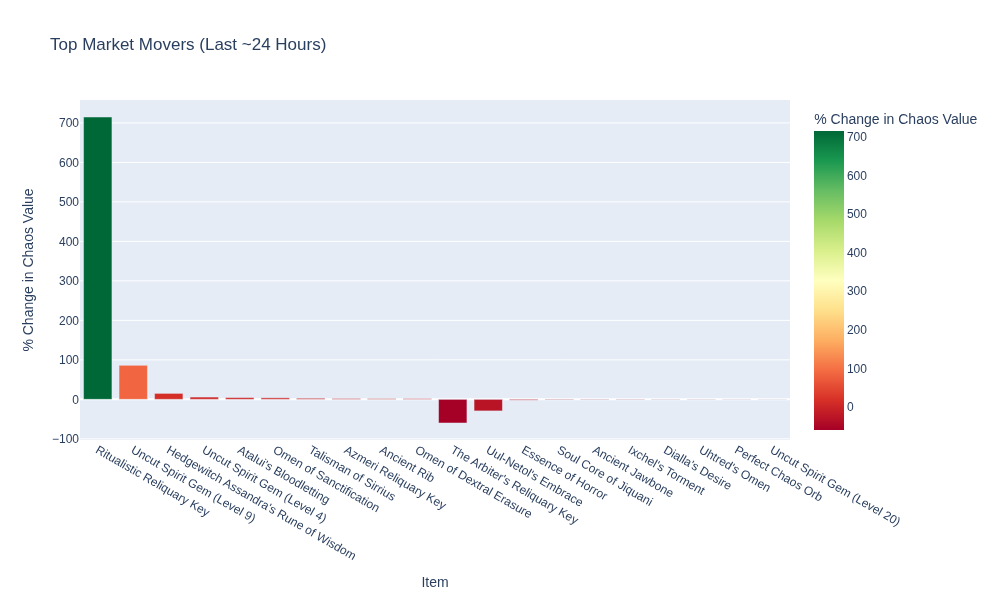 Top Market Movers (Last ~24 Hours)
% Change in Chaos Value
700
600
500
400
300
200
100
0
−100
Ritualistic Reliquary Key
Uncut Spirit Gem (Level 9)
Hedgewitch Assandra's Rune of Wisdom
Uncut Spirit Gem (Level 4)
Atalui's Bloodletting
Omen of Sanctification
Talisman of Sirrius
Azmeri Reliquary Key
Ancient Rib
Omen of Dextral Erasure
The Arbiter's Reliquary Key
Uul-Netol's Embrace
Essence of Horror
Soul Core of Jiquani
Ancient Jawbone
Ixchel's Torment
Dialla's Desire
Uhtred's Omen
Perfect Chaos Orb
Uncut Spirit Gem (Level 20)
Item
% Change in Chaos Value
700
600
500
400
300
200
100
0